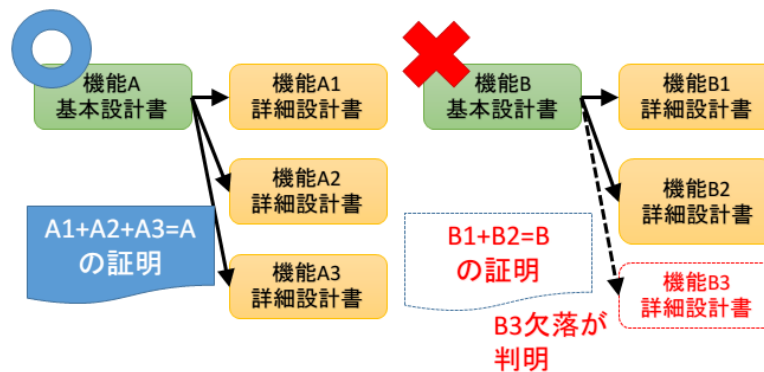 機能A
基本設計書
機能A1
詳細設計書
機能A2
詳細設計書
機能A3
詳細設計書
A1+A2+A3=A
の証明
機能B
基本設計書
機能B1
詳細設計書
機能B2
詳細設計書
機能B3
詳細設計書
B1+B2=B
の証明
B3欠落が
判明